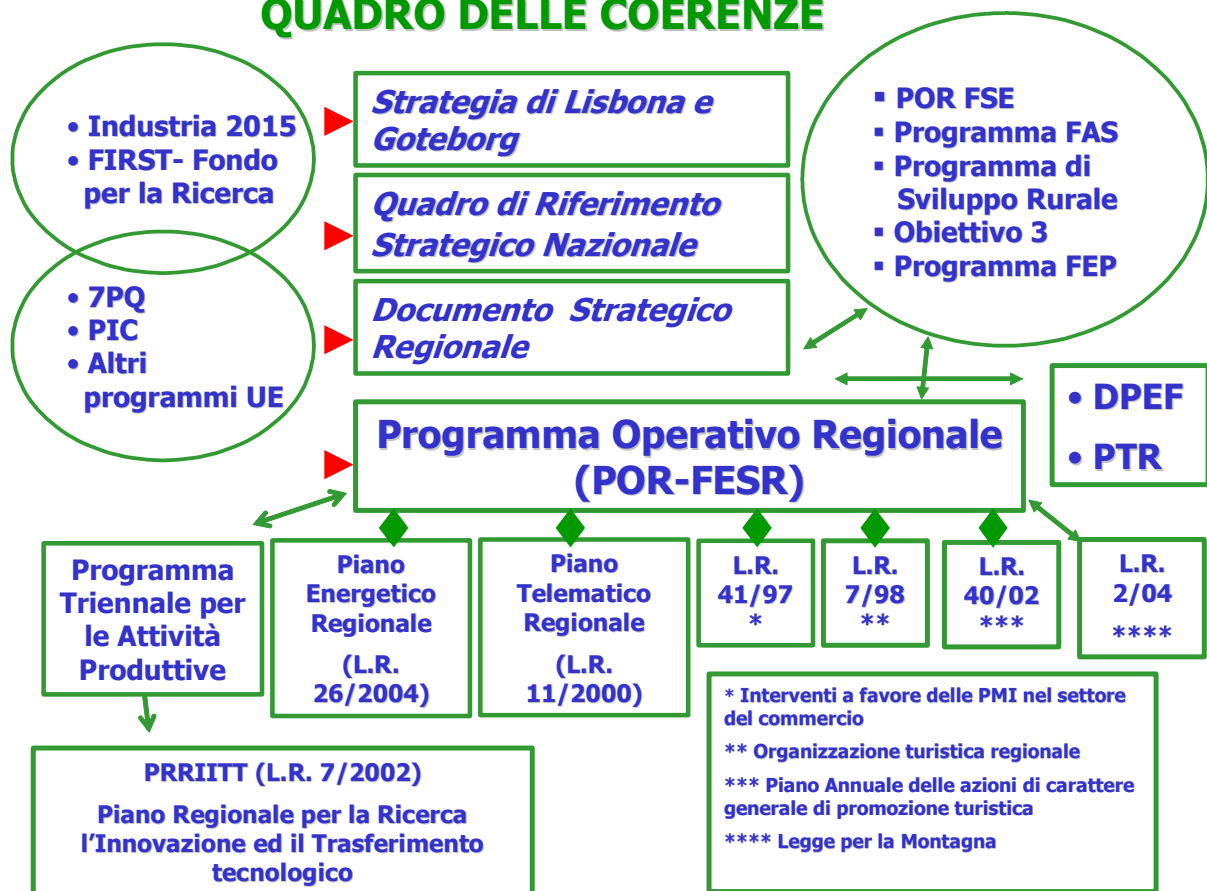 QUADRO DELLE COERENZE
• Industria 2015
• FIRST- Fondo
per la Ricerca
• 7PQ
• PIC
• Altri
programmi UE
Strategia di Lisbona e
Goteborg
Quadro di Riferimento
Strategico Nazionale
Documento Strategico
Regionale
▪ POR FSE
▪ Programma FAS
▪ Programma di
Sviluppo Rurale
▪ Obiettivo 3
▪ Programma FEP
• DPEF
• PTR
Programma Operativo Regionale
(POR-FESR)
Programma
Triennale per
le Attività
Produttive
Piano
Energetico
Regionale
(L.R.
26/2004)
Piano
Telematico
Regionale
(L.R.
11/2000)
L.R.
41/97
*
L.R.
7/98
**
L.R.
40/02
***
L.R.
2/04
****
PRRIITT (L.R. 7/2002)
Piano Regionale per la Ricerca
l'Innovazione ed il Trasferimento
tecnologico
* Interventi a favore delle PMI nel settore
del commercio
** Organizzazione turistica regionale
*** Piano Annuale delle azioni di carattere
generale di promozione turistica
**** Legge per la Montagna